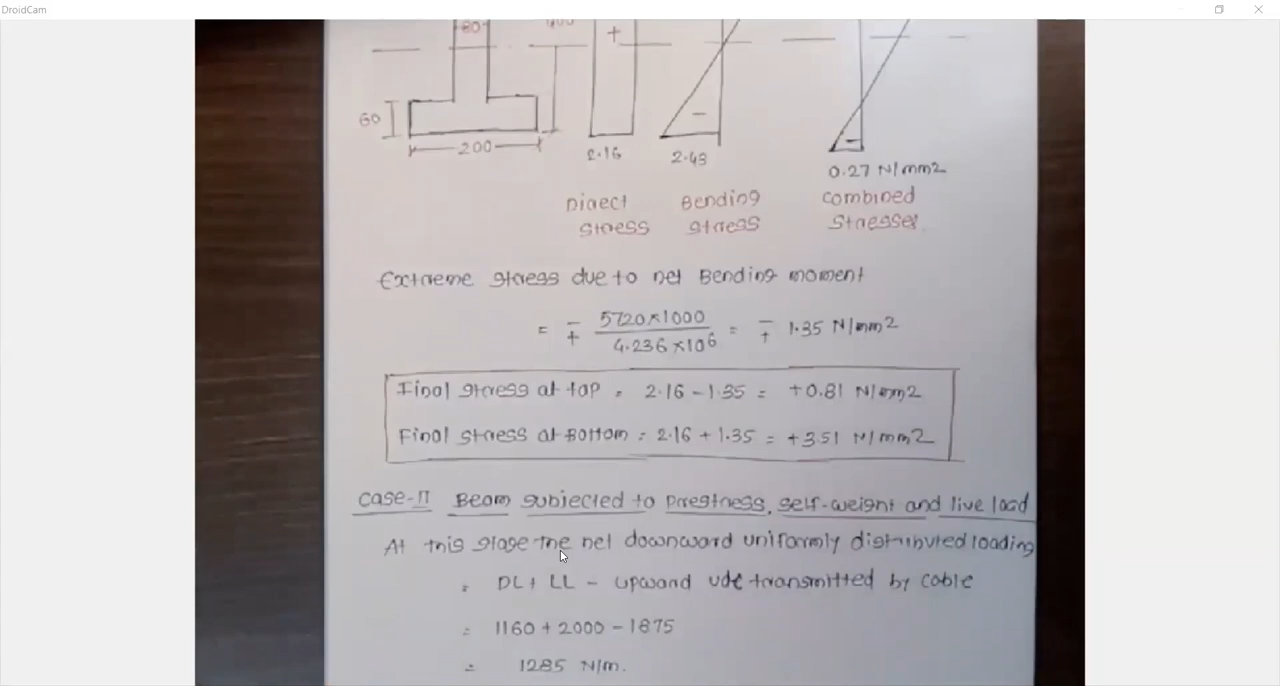 DroidCam
80
+
60
200
2.16
2.43
0.27 N/mm2
Direct Stress
Bending Stress
Combined Stresses
Extreme stress due to net Bending moment
= ∓ 5720×1000 / 4.236×10⁶ = ∓ 1.35 N/mm2
Final stress at top = 2.16 - 1.35 = +0.81 N/mm2
Final stress at Bottom = 2.16 + 1.35 = +3.51 N/mm2
Case-II Beam subjected to Prestress, self-weight and live load
At this stage the net downward uniformly distributed loading
= DL + LL - upward udl transmitted by cable
= 1160 + 2000 - 1875
= 1285 N/m.